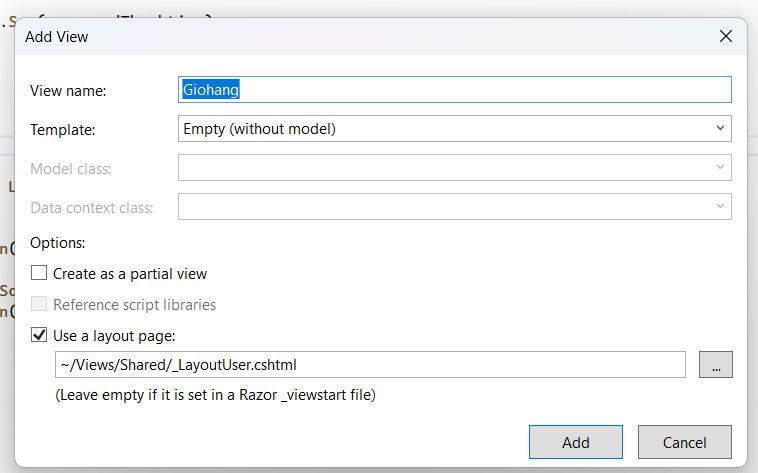 Add View
View name:
Giohang
Template:
Empty (without model)
Model class:
Data context class:
Options:
Create as a partial view
Reference script libraries
Use a layout page:
~/Views/Shared/_LayoutUser.cshtml
...
(Leave empty if it is set in a Razor _viewstart file)
Add
Cancel